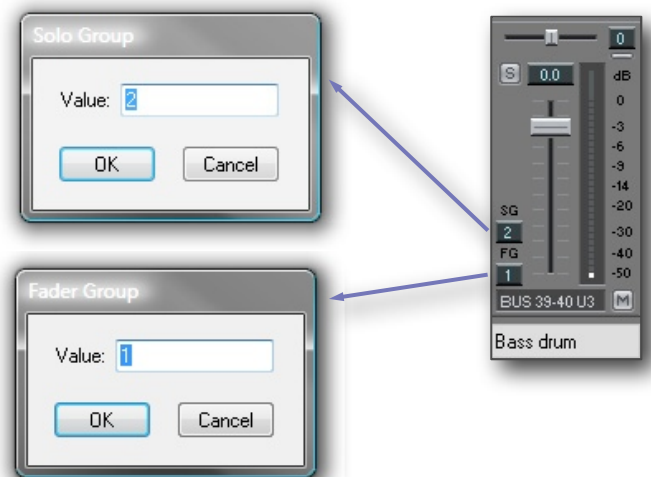 Solo Group
Value: 2
OK Cancel
Fader Group
Value: 1
OK Cancel
1 0
S 0.0 dB
0
-3
-6
-9
-14
-20
-30
-40
-50
SG
2
FG
1
BUS 39-40 U3 M
Bass drum